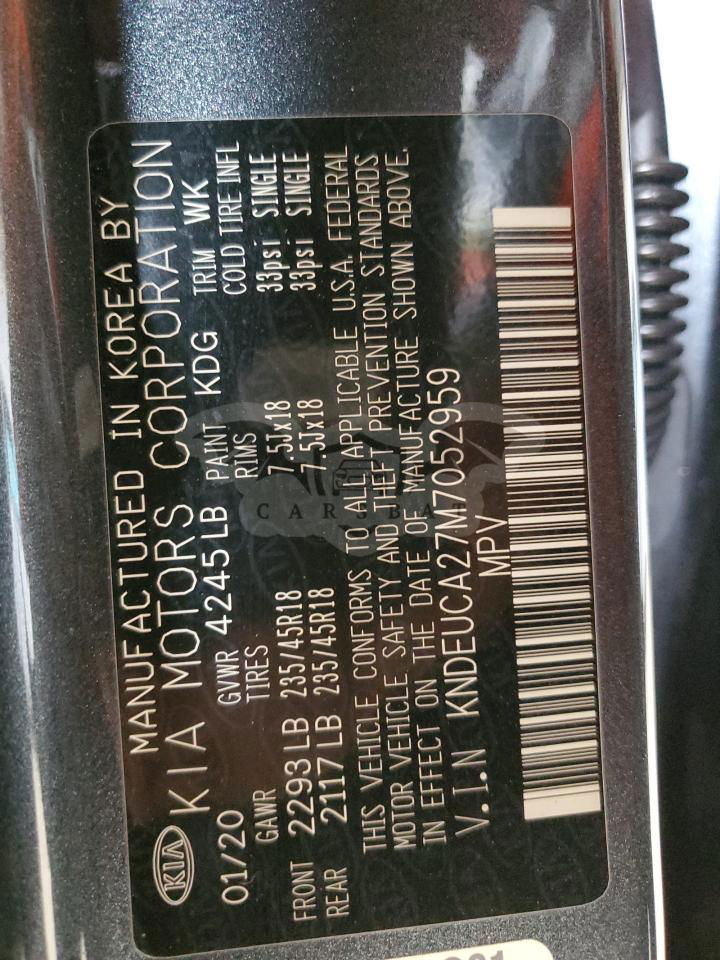 MANUFACTURED IN KOREA BY
KIA KIA MOTORS CORPORATION
01/20 GVWR 4245LB PAINT KDG TRIM WK
GAWR TIRES RIMS COLD TIRE INFL
FRONT 2293LB 235/45R18 7.5Jx18 33psi SINGLE
REAR 2117LB 235/45R18 7.5Jx18 33psi SINGLE
THIS VEHICLE CONFORMS TO ALL APPLICABLE U.S.A. FEDERAL
MOTOR VEHICLE SAFETY AND THEFT PREVENTION STANDARDS
IN EFFECT ON THE DATE OF MANUFACTURE SHOWN ABOVE.
V.I.N KNDEUCA27M7052959
MPV
CARSBAT